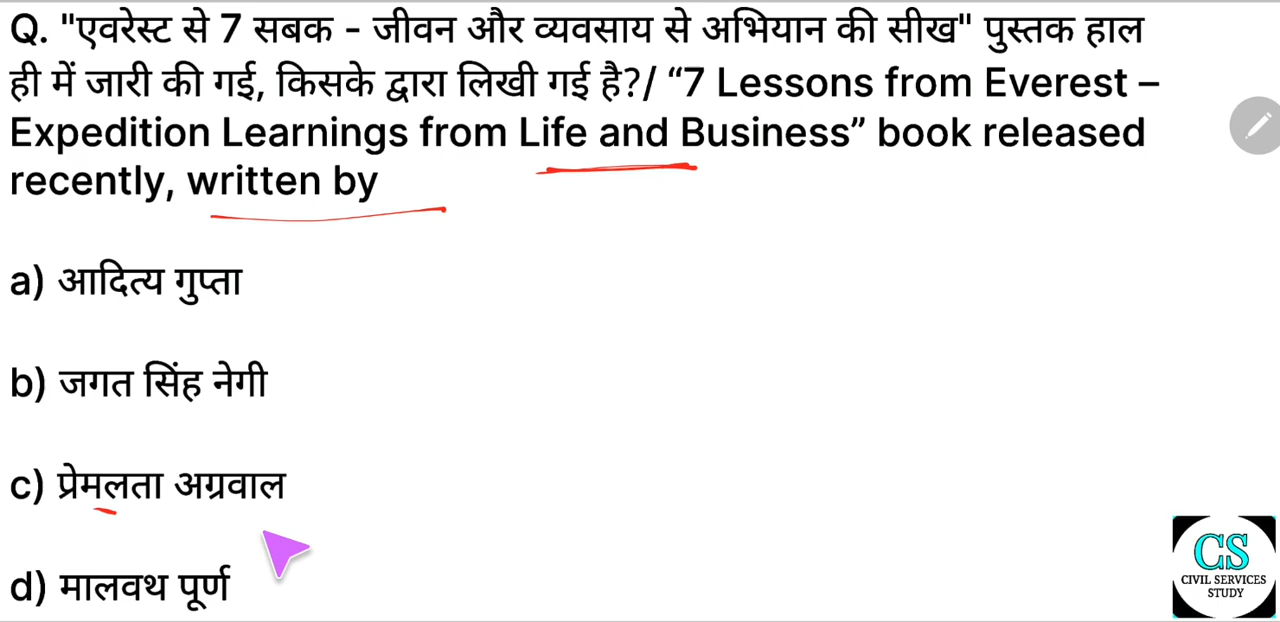 Q. "एवरेस्ट से 7 सबक - जीवन और व्यवसाय से अभियान की सीख" पुस्तक हाल
ही में जारी की गई, किसके द्वारा लिखी गई है?/ “7 Lessons from Everest –
Expedition Learnings from Life and Business” book released
recently, written by
a) आदित्य गुप्ता
b) जगत सिंह नेगी
c) प्रेमलता अग्रवाल
d) मालवथ पूर्ण
CS
CIVIL SERVICES
STUDY